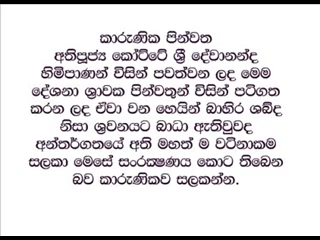 කාරුණික පින්වත
අතිපූජ්‍ය කෝට්ටේ ශ්‍රී දේවානන්ද
හිමිපාණන් විසින් පවත්වන ලද මෙම
දේශනා ශ්‍රාවක පින්වතුන් විසින් පටිගත
කරන ලද ඒවා වන හෙයින් බාහිර ශබ්ද
නිසා ශ්‍රවනයට බාධා ඇතිවුවද
අන්තර්ගතයේ අති මහත් ම වටිනාකම
සලකා මෙසේ සංරක්‍ෂණය කොට තිබෙන
බව කාරුණිකව සලකන්න.